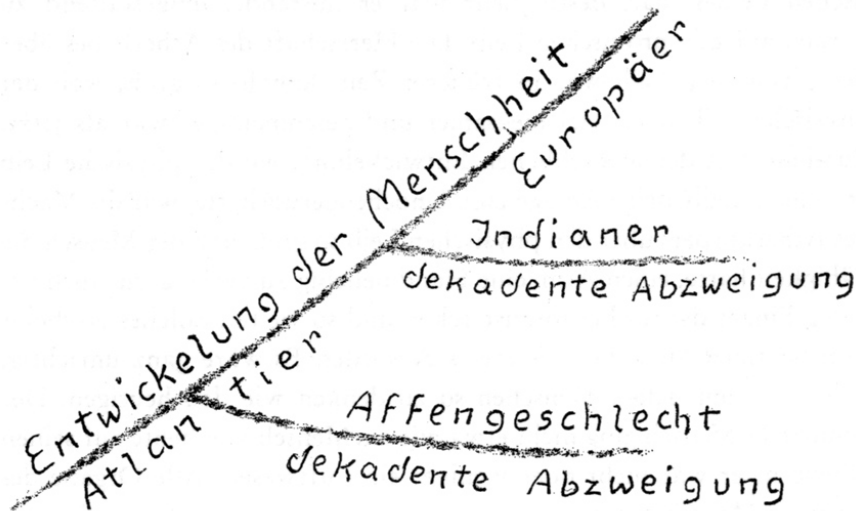 Entwickelung der Menschheit
Europäer
Indianer
dekadente Abzweigung
Atlantier
Affengeschlecht
dekadente Abzweigung